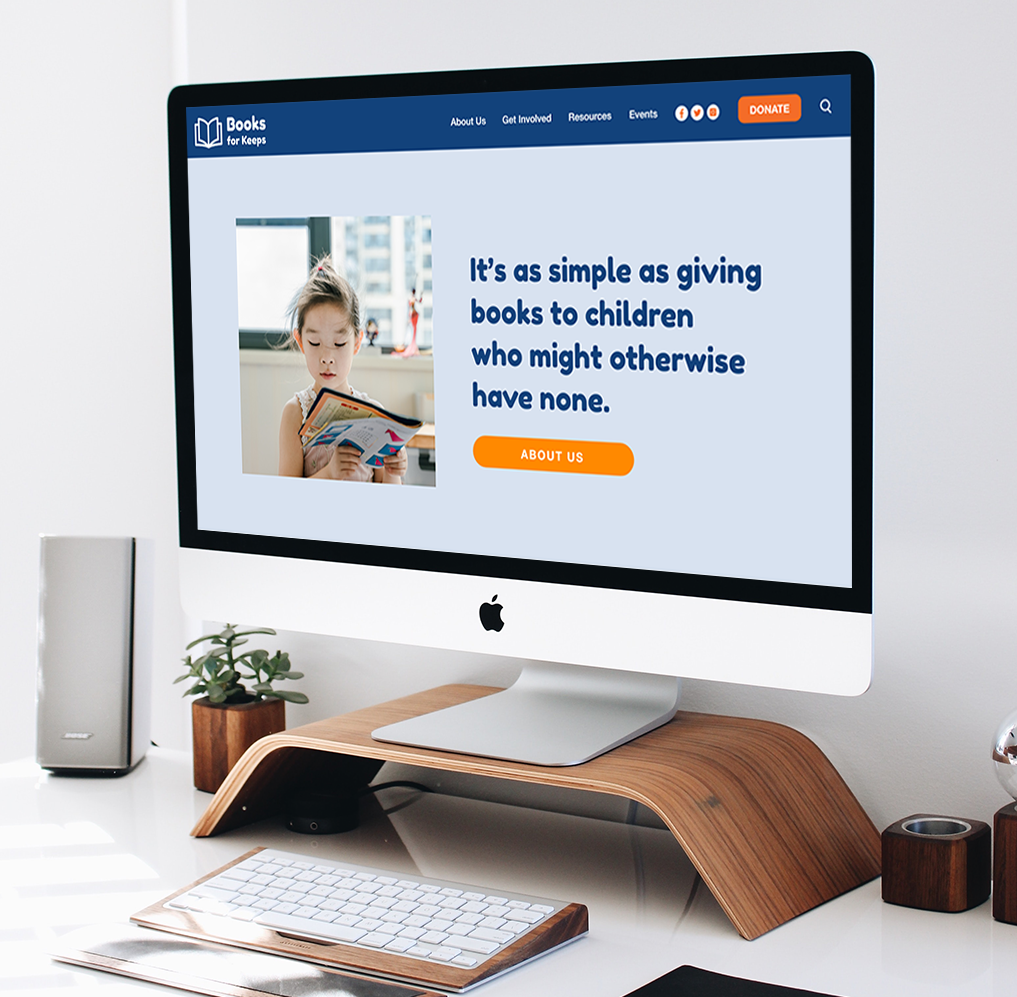 Books
for Keeps
About Us
Get Involved
Resources
Events
DONATE
It's as simple as giving
books to children
who might otherwise
have none.
ABOUT US
BOSE